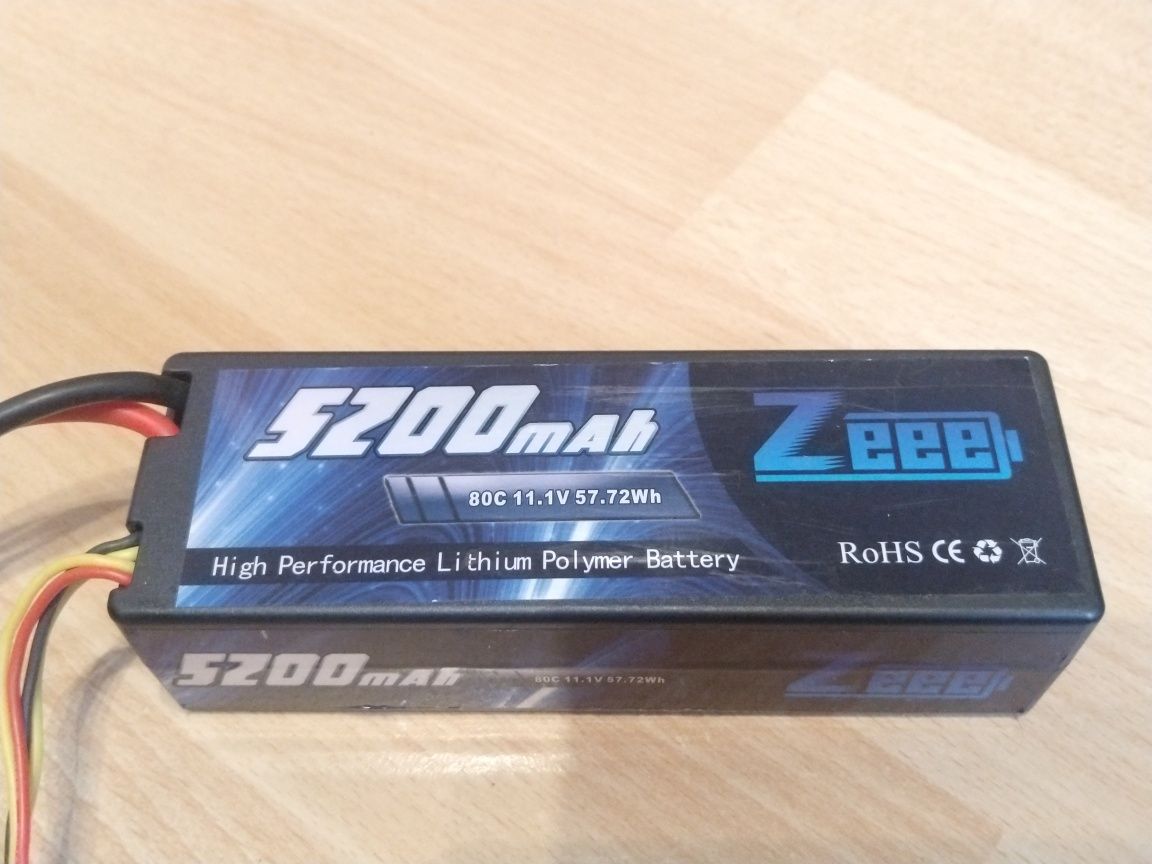 5200mAh
Zeee
80C 11.1V 57.72Wh
High Performance Lithium Polymer Battery
RoHS CE
5200mAh
80C 11.1V 57.72Wh
Zeee